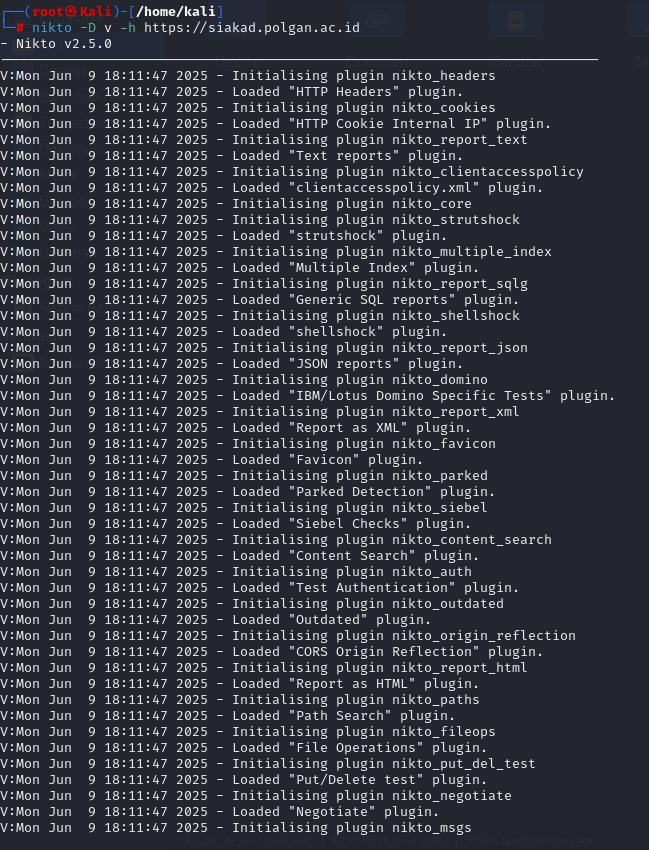 ┌──(root㉿Kali)-[/home/kali]
└─# nikto -D v -h https://siakad.polgan.ac.id
- Nikto v2.5.0
---------------------------------------------------------------------------
V:Mon Jun  9 18:11:47 2025 - Initialising plugin nikto_headers
V:Mon Jun  9 18:11:47 2025 - Loaded "HTTP Headers" plugin.
V:Mon Jun  9 18:11:47 2025 - Initialising plugin nikto_cookies
V:Mon Jun  9 18:11:47 2025 - Loaded "HTTP Cookie Internal IP" plugin.
V:Mon Jun  9 18:11:47 2025 - Initialising plugin nikto_report_text
V:Mon Jun  9 18:11:47 2025 - Loaded "Text reports" plugin.
V:Mon Jun  9 18:11:47 2025 - Initialising plugin nikto_clientaccesspolicy
V:Mon Jun  9 18:11:47 2025 - Loaded "clientaccesspolicy.xml" plugin.
V:Mon Jun  9 18:11:47 2025 - Initialising plugin nikto_core
V:Mon Jun  9 18:11:47 2025 - Initialising plugin nikto_strutshock
V:Mon Jun  9 18:11:47 2025 - Loaded "strutshock" plugin.
V:Mon Jun  9 18:11:47 2025 - Initialising plugin nikto_multiple_index
V:Mon Jun  9 18:11:47 2025 - Loaded "Multiple Index" plugin.
V:Mon Jun  9 18:11:47 2025 - Initialising plugin nikto_report_sqlg
V:Mon Jun  9 18:11:47 2025 - Loaded "Generic SQL reports" plugin.
V:Mon Jun  9 18:11:47 2025 - Initialising plugin nikto_shellshock
V:Mon Jun  9 18:11:47 2025 - Loaded "shellshock" plugin.
V:Mon Jun  9 18:11:47 2025 - Initialising plugin nikto_report_json
V:Mon Jun  9 18:11:47 2025 - Loaded "JSON reports" plugin.
V:Mon Jun  9 18:11:47 2025 - Initialising plugin nikto_domino
V:Mon Jun  9 18:11:47 2025 - Loaded "IBM/Lotus Domino Specific Tests" plugin.
V:Mon Jun  9 18:11:47 2025 - Initialising plugin nikto_report_xml
V:Mon Jun  9 18:11:47 2025 - Loaded "Report as XML" plugin.
V:Mon Jun  9 18:11:47 2025 - Initialising plugin nikto_favicon
V:Mon Jun  9 18:11:47 2025 - Loaded "Favicon" plugin.
V:Mon Jun  9 18:11:47 2025 - Initialising plugin nikto_parked
V:Mon Jun  9 18:11:47 2025 - Loaded "Parked Detection" plugin.
V:Mon Jun  9 18:11:47 2025 - Initialising plugin nikto_siebel
V:Mon Jun  9 18:11:47 2025 - Loaded "Siebel Checks" plugin.
V:Mon Jun  9 18:11:47 2025 - Initialising plugin nikto_content_search
V:Mon Jun  9 18:11:47 2025 - Loaded "Content Search" plugin.
V:Mon Jun  9 18:11:47 2025 - Initialising plugin nikto_auth
V:Mon Jun  9 18:11:47 2025 - Loaded "Test Authentication" plugin.
V:Mon Jun  9 18:11:47 2025 - Initialising plugin nikto_outdated
V:Mon Jun  9 18:11:47 2025 - Loaded "Outdated" plugin.
V:Mon Jun  9 18:11:47 2025 - Initialising plugin nikto_origin_reflection
V:Mon Jun  9 18:11:47 2025 - Loaded "CORS Origin Reflection" plugin.
V:Mon Jun  9 18:11:47 2025 - Initialising plugin nikto_report_html
V:Mon Jun  9 18:11:47 2025 - Loaded "Report as HTML" plugin.
V:Mon Jun  9 18:11:47 2025 - Initialising plugin nikto_paths
V:Mon Jun  9 18:11:47 2025 - Loaded "Path Search" plugin.
V:Mon Jun  9 18:11:47 2025 - Initialising plugin nikto_fileops
V:Mon Jun  9 18:11:47 2025 - Loaded "File Operations" plugin.
V:Mon Jun  9 18:11:47 2025 - Initialising plugin nikto_put_del_test
V:Mon Jun  9 18:11:47 2025 - Loaded "Put/Delete test" plugin.
V:Mon Jun  9 18:11:47 2025 - Initialising plugin nikto_negotiate
V:Mon Jun  9 18:11:47 2025 - Loaded "Negotiate" plugin.
V:Mon Jun  9 18:11:47 2025 - Initialising plugin nikto_msgs